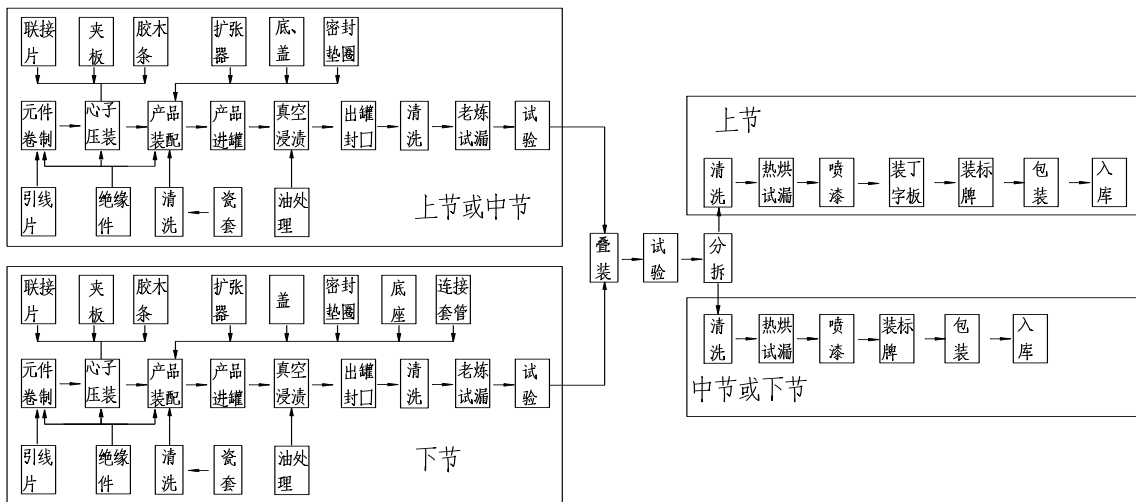 联接片
夹板
胶木条
扩张器
底、盖
密封垫圈
元件卷制
心子压装
产品装配
产品进罐
真空浸渍
出罐封口
清洗
老炼试漏
试验
引线片
绝缘件
清洗
瓷套
油处理
上节或中节
联接片
夹板
胶木条
扩张器
盖
密封垫圈
底座
连接套管
元件卷制
心子压装
产品装配
产品进罐
真空浸渍
出罐封口
清洗
老炼试漏
试验
引线片
绝缘件
清洗
瓷套
油处理
下节
叠装
试验
分拆
上节
清洗
热烘试漏
喷漆
装丁字板
装标牌
包装
入库
清洗
热烘试漏
喷漆
装标牌
包装
入库
中节或下节